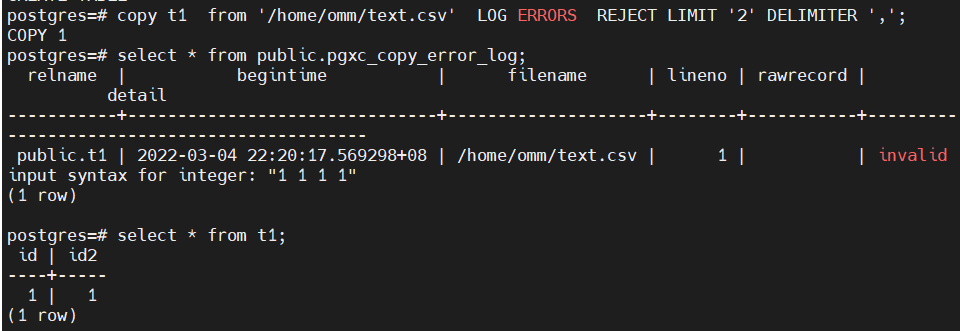 postgres=# copy t1  from '/home/omm/text.csv'  LOG ERRORS  REJECT LIMIT '2' DELIMITER ',';
COPY 1
postgres=# select * from public.pgxc_copy_error_log;
  relname  |           begintime           |      filename      | lineno | rawrecord |
          detail
-----------+-------------------------------+--------------------+--------+-----------+---------
------------------------------------
 public.t1 | 2022-03-04 22:20:17.569298+08 | /home/omm/text.csv |      1 |           | invalid
input syntax for integer: "1 1 1 1"
(1 row)

postgres=# select * from t1;
 id | id2
----+-----
  1 |   1
(1 row)